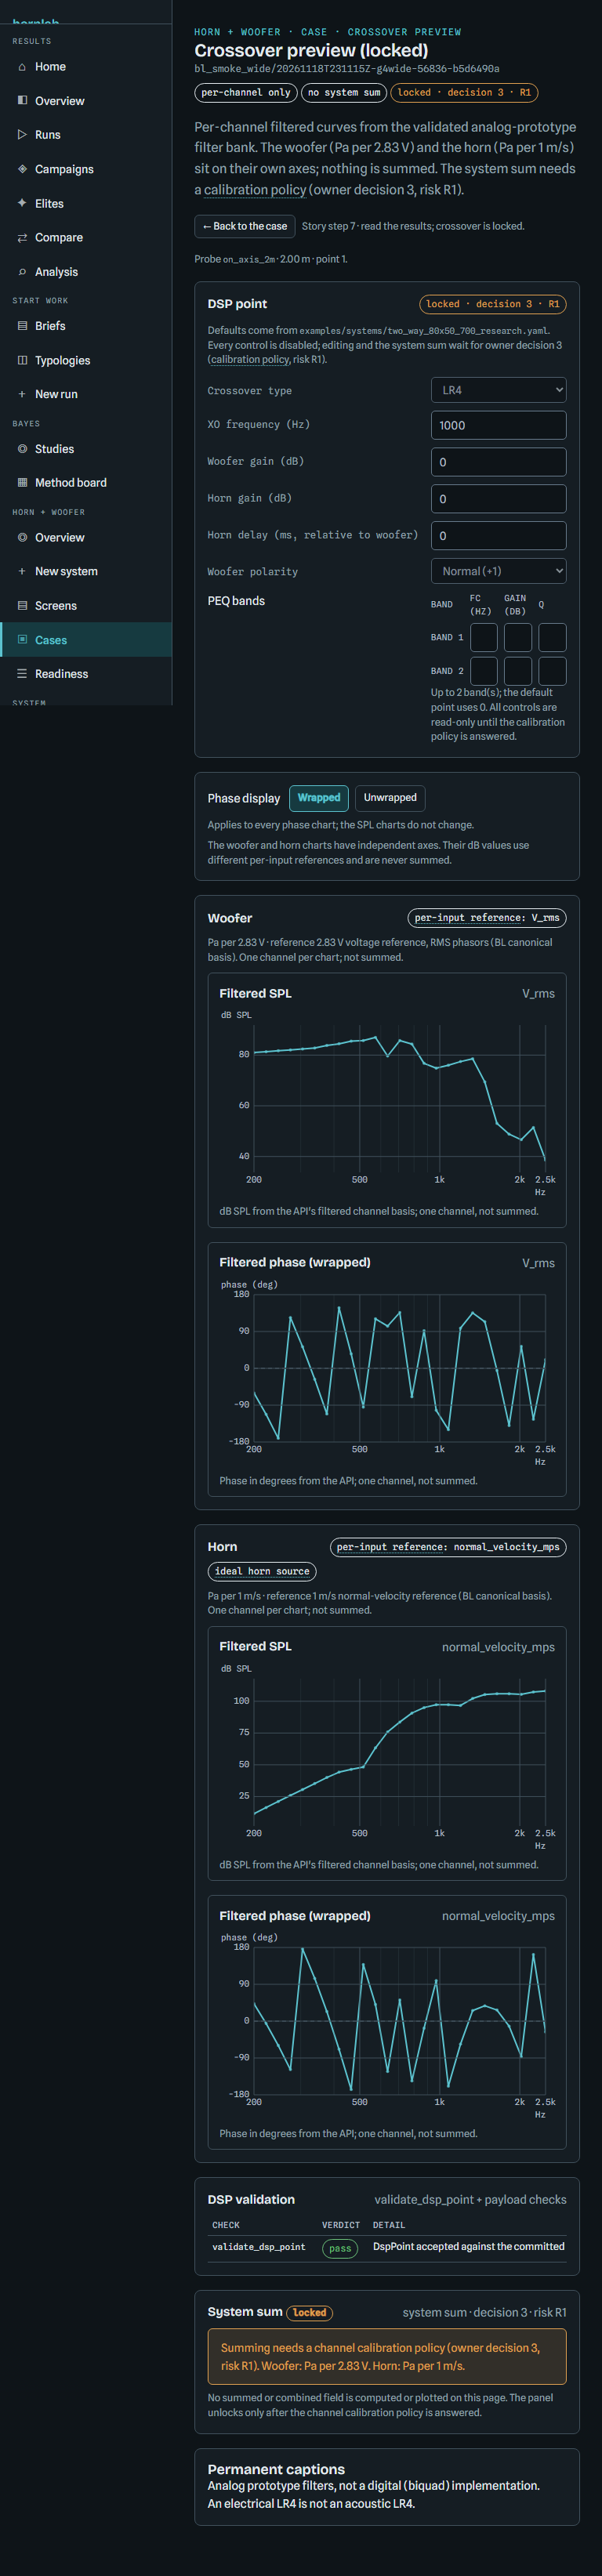 hornlab
RESULTS
Home
Overview
Runs
Campaigns
Elites
Compare
Analysis
START WORK
Briefs
Typologies
New run
BAYES
Studies
Method board
HORN + WOOFER
Overview
New system
Screens
Cases
Readiness
SYSTEM
HORN + WOOFER · CASE · CROSSOVER PREVIEW
Crossover preview (locked)
bl_smoke_wide/20261118T231115Z-g4wide-56836-b5d6490a
per-channel only
no system sum
locked · decision 3 · R1
Per-channel filtered curves from the validated analog-prototype
filter bank. The woofer (Pa per 2.83 V) and the horn (Pa per 1 m/s)
sit on their own axes; nothing is summed. The system sum needs
a calibration policy (owner decision 3, risk R1).
← Back to the case
Story step 7 · read the results; crossover is locked.
Probe on_axis_2m · 2.00 m · point 1.
DSP point
locked · decision 3 · R1
Defaults come from examples/systems/two_way_80x50_700_research.yaml.
Every control is disabled; editing and the system sum wait for owner decision 3
(calibration policy, risk R1).
Crossover type
LR4
XO frequency (Hz)
1000
Woofer gain (dB)
0
Horn gain (dB)
0
Horn delay (ms, relative to woofer)
0
Woofer polarity
Normal (+1)
PEQ bands
BAND
FC (HZ)
GAIN (DB)
Q
BAND 1
BAND 2
Up to 2 band(s); the default
point uses 0. All controls are
read-only until the calibration
policy is answered.
Phase display
Wrapped
Unwrapped
Applies to every phase chart; the SPL charts do not change.
The woofer and horn charts have independent axes. Their dB values use
different per-input references and are never summed.
Woofer
per-input reference: V_rms
Pa per 2.83 V · reference 2.83 V voltage reference, RMS phasors (BL canonical
basis). One channel per chart; not summed.
Filtered SPL
V_rms
dB SPL
80
60
40
200
500
1k
2k
2.5k
Hz
dB SPL from the API's filtered channel basis; one channel, not summed.
Filtered phase (wrapped)
V_rms
phase (deg)
180
90
0
-90
-180
200
500
1k
2k
2.5k
Hz
Phase in degrees from the API; one channel, not summed.
Horn
per-input reference: normal_velocity_mps
ideal horn source
Pa per 1 m/s · reference 1 m/s normal-velocity reference (BL canonical basis).
One channel per chart; not summed.
Filtered SPL
normal_velocity_mps
dB SPL
100
75
50
25
200
500
1k
2k
2.5k
Hz
dB SPL from the API's filtered channel basis; one channel, not summed.
Filtered phase (wrapped)
normal_velocity_mps
phase (deg)
180
90
0
-90
-180
200
500
1k
2k
2.5k
Hz
Phase in degrees from the API; one channel, not summed.
DSP validation
validate_dsp_point + payload checks
CHECK
VERDICT
DETAIL
validate_dsp_point
pass
DspPoint accepted against the committed
System sum
locked
system sum · decision 3 · risk R1
Summing needs a channel calibration policy (owner decision 3,
risk R1). Woofer: Pa per 2.83 V. Horn: Pa per 1 m/s.
No summed or combined field is computed or plotted on this page. The panel
unlocks only after the channel calibration policy is answered.
Permanent captions
Analog prototype filters, not a digital (biquad) implementation.
An electrical LR4 is not an acoustic LR4.